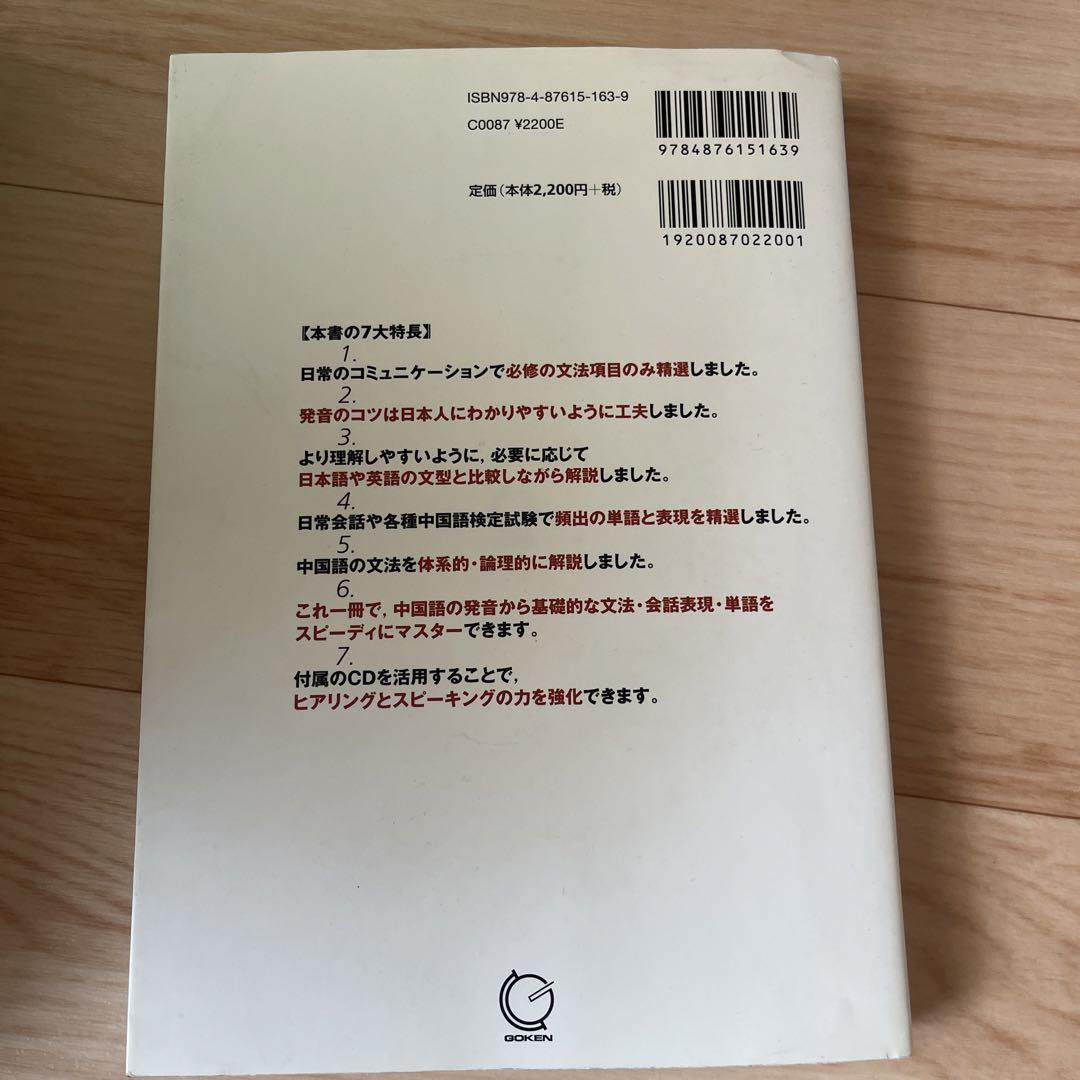 ISBN978-4-87615-163-9
C0087 ¥2200E
9784876151639
定価(本体2,200円+税)
1920087022001
【本書の7大特長】
1.
日常のコミュニケーションで必修の文法項目のみ精選しました。
2.
発音のコツは日本人にわかりやすいように工夫しました。
3.
より理解しやすいように, 必要に応じて
日本語や英語の文型と比較しながら解説しました。
4.
日常会話や各種中国語検定試験で頻出の単語と表現を精選しました。
5.
中国語の文法を体系的・論理的に解説しました。
6.
これ一冊で, 中国語の発音から基礎的な文法・会話表現・単語を
スピーディにマスターできます。
7.
付属のCDを活用することで,
ヒアリングとスピーキングの力を強化できます。
GOKEN